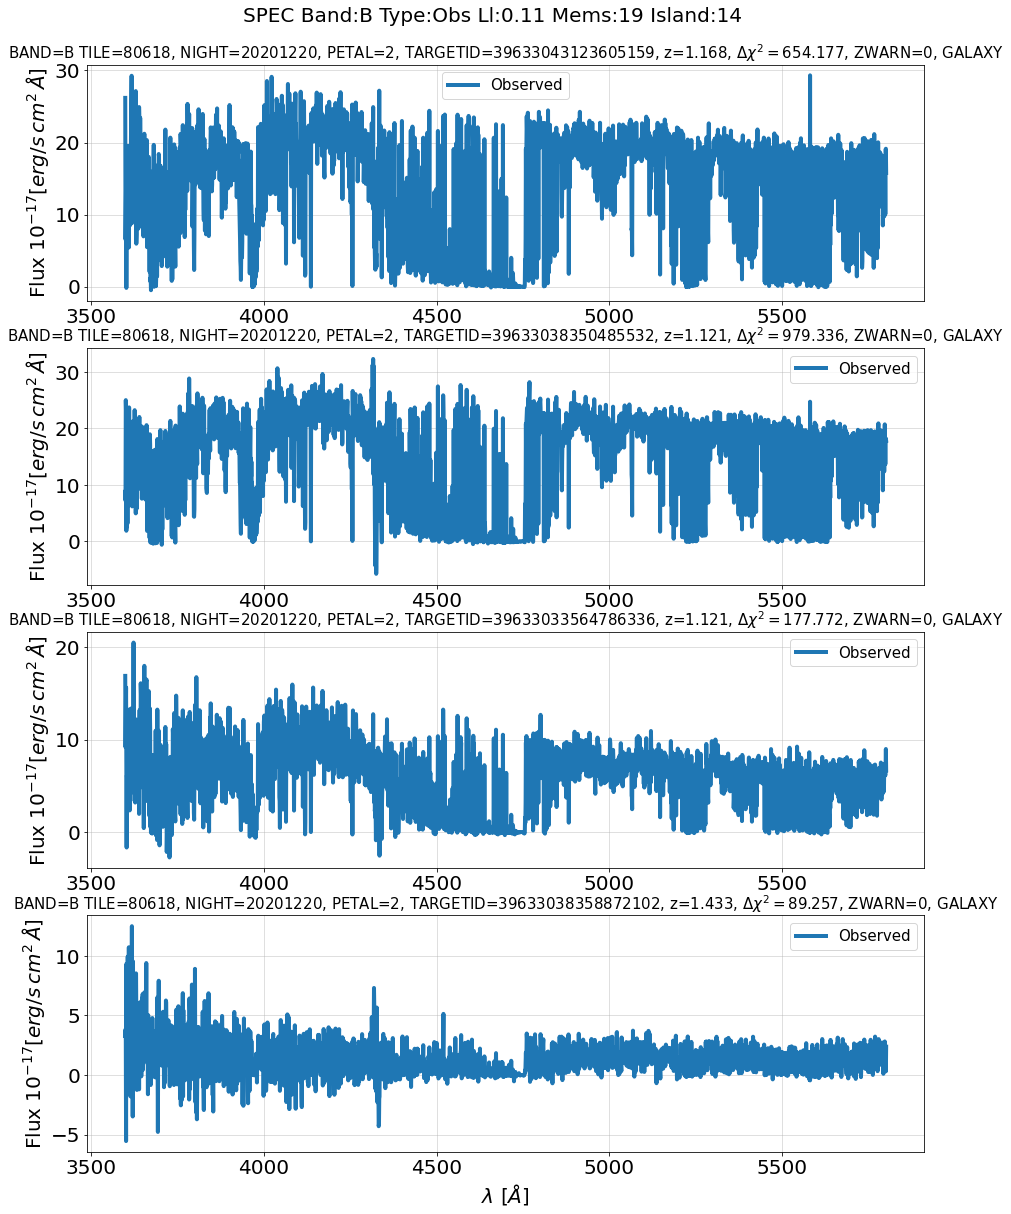 SPEC Band:B Type:Obs Ll:0.11 Mems:19 Island:14
BAND=B TILE=80618, NIGHT=20201220, PETAL=2, TARGETID=39633043123605159, z=1.168, Δχ²=654.177, ZWARN=0, GALAXY
Observed
Flux 10⁻¹⁷[erg/s cm² Å]
30
20
10
0
3500 4000 4500 5000 5500
BAND=B TILE=80618, NIGHT=20201220, PETAL=2, TARGETID=39633038350485532, z=1.121, Δχ²=979.336, ZWARN=0, GALAXY
Observed
Flux 10⁻¹⁷[erg/s cm² Å]
30
20
10
0
3500 4000 4500 5000 5500
BAND=B TILE=80618, NIGHT=20201220, PETAL=2, TARGETID=39633033564786336, z=1.121, Δχ²=177.772, ZWARN=0, GALAXY
Observed
Flux 10⁻¹⁷[erg/s cm² Å]
20
10
0
3500 4000 4500 5000 5500
BAND=B TILE=80618, NIGHT=20201220, PETAL=2, TARGETID=39633038358872102, z=1.433, Δχ²=89.257, ZWARN=0, GALAXY
Observed
Flux 10⁻¹⁷[erg/s cm² Å]
10
5
0
−5
3500 4000 4500 5000 5500
λ [Å]